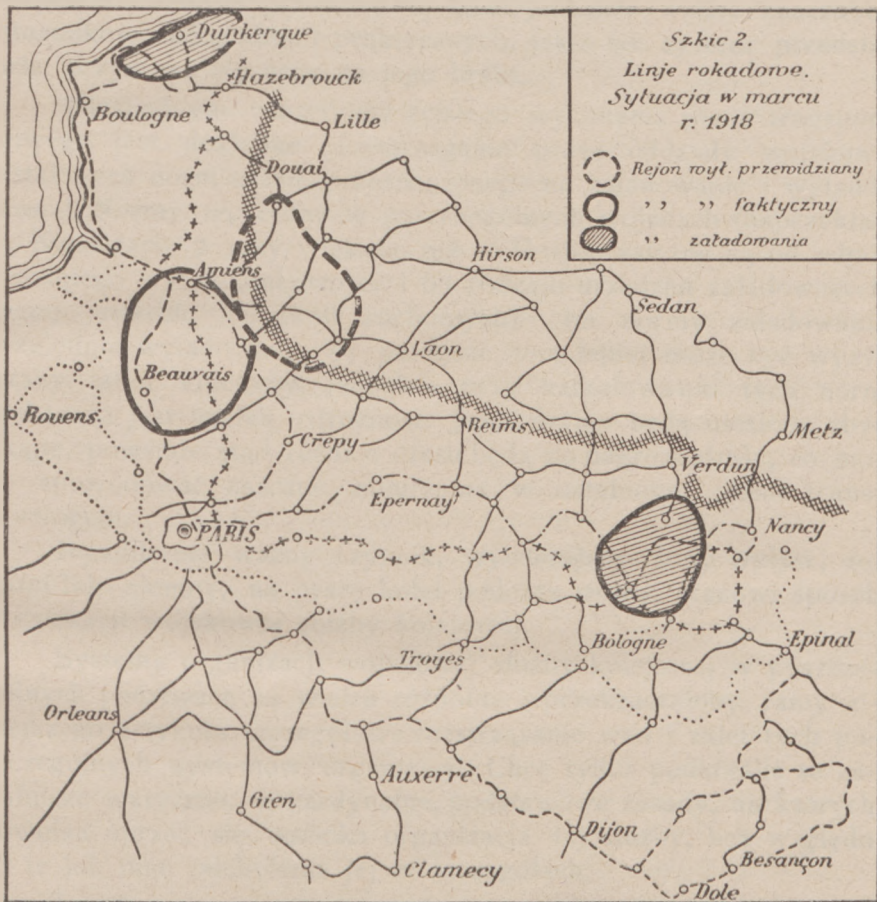 Szkic 2.
Linje rokadowe.
Sytuacja w marcu
r. 1918
Rejon wył. przewidziany
,, ,, faktyczny
,, załadowania
Dunkerque
Hazebrouck
Boulogne
Lille
Douai
Hirson
Amiens
Sedan
Laon
Beauvais
Rouens
Reims
Metz
Crêpy
Verdun
Epernay
PARIS
Nancy
Troyes
Bologne
Epinal
Orleans
Auxerre
Gien
Dijon
Clamecy
Besançon
Dole